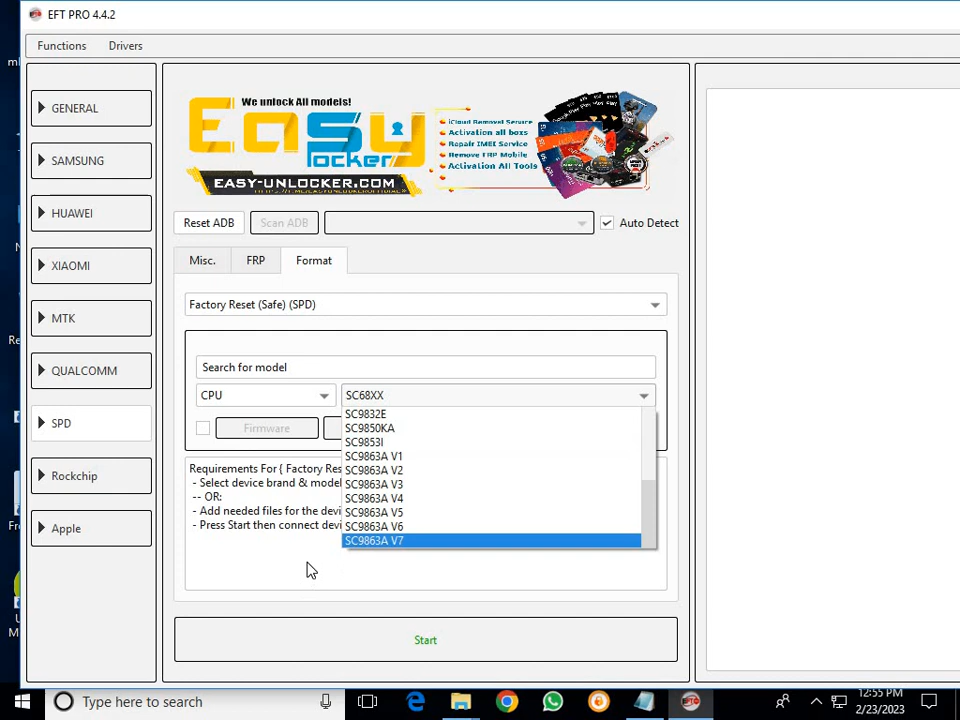 EFT PRO 4.4.2
Functions Drivers
GENERAL
SAMSUNG
HUAWEI
XIAOMI
MTK
QUALCOMM
SPD
Rockchip
Apple
We unlock All models!
Easy
locker
EASY-UNLOCKER.COM
iCloud Removed Service
Activation all boxes
Repair IMEI Service
Remove FRP Mobile
Activation All Tools
Reset ADB Scan ADB Auto Detect
Misc. FRP Format
Factory Reset (Safe) (SPD)
Search for model
CPU SC68XX
Firmware
SC9832E
SC9850KA
SC9853I
SC9863A V1
SC9863A V2
SC9863A V3
SC9863A V4
SC9863A V5
SC9863A V6
SC9863A V7
Requirements For { Factory Res
- Select device brand & model
-- OR:
- Add needed files for the devi
- Press Start then connect devi
Start
Type here to search
12:55 PM
2/23/2023